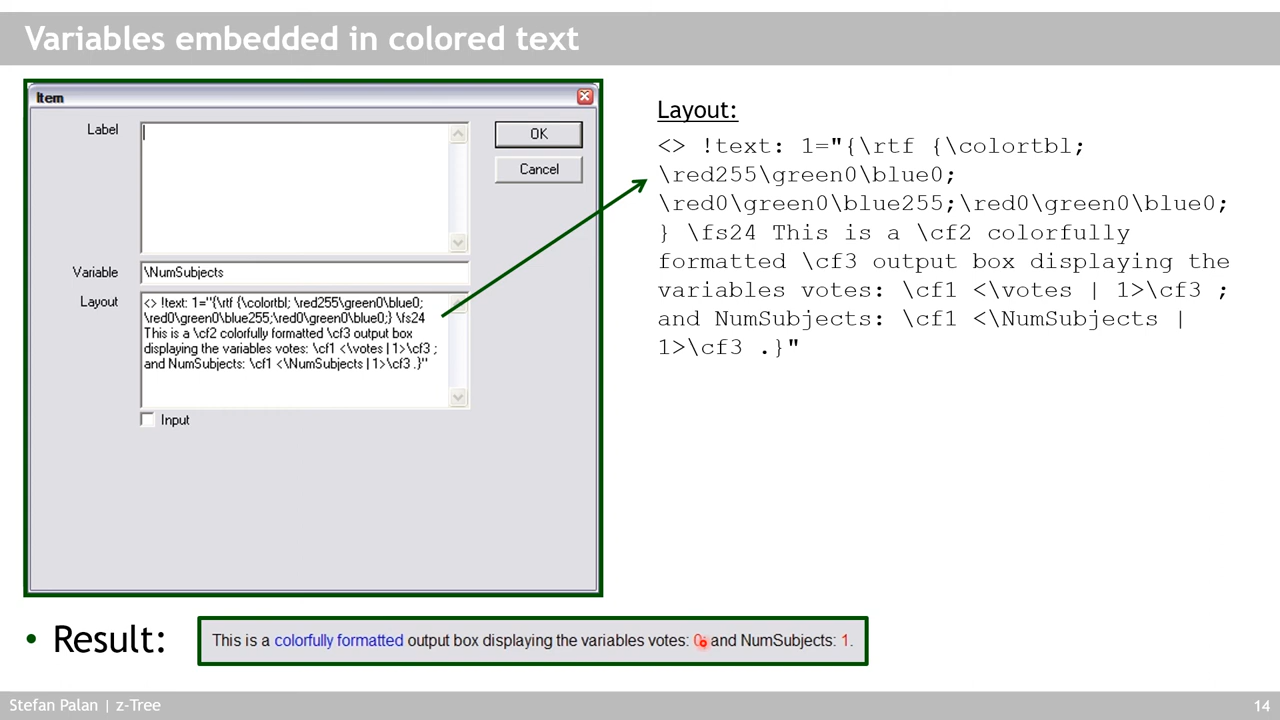 Variables embedded in colored text
Item
Label
OK
Cancel
Variable
\NumSubjects
Layout
<> !text: 1="{\rtf {\colortbl; \red255\green0\blue0;
\red0\green0\blue255;\red0\green0\blue0;} \fs24
This is a \cf2 colorfully formatted \cf3 output box
displaying the variables votes: \cf1 <\votes | 1>\cf3 ;
and NumSubjects: \cf1 <\NumSubjects | 1>\cf3 .}"
Input
Layout:
<> !text: 1="{\rtf {\colortbl;
\red255\green0\blue0;
\red0\green0\blue255;\red0\green0\blue0;
} \fs24 This is a \cf2 colorfully
formatted \cf3 output box displaying the
variables votes: \cf1 <\votes | 1>\cf3 ;
and NumSubjects: \cf1 <\NumSubjects |
1>\cf3 .}"
• Result:
This is a colorfully formatted output box displaying the variables votes: 0; and NumSubjects: 1.
Stefan Palan | z-Tree
14